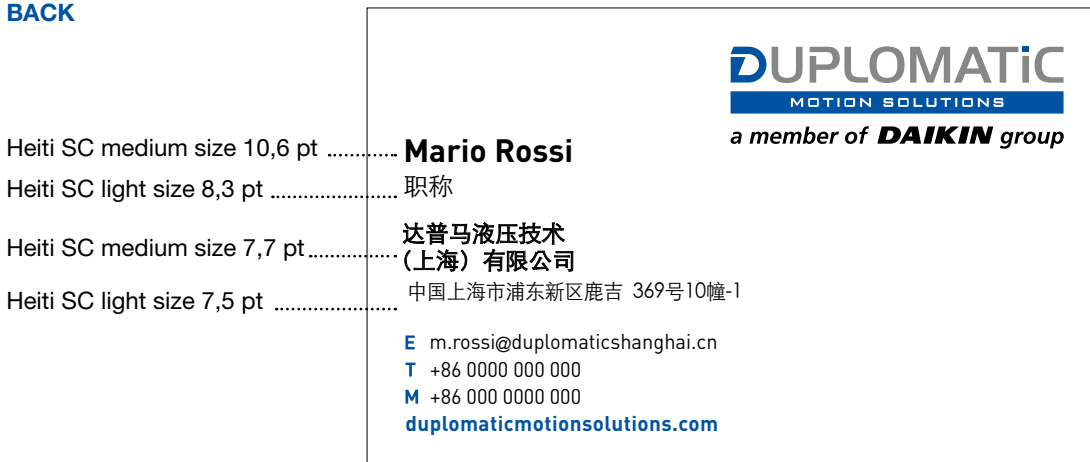 BACK
DUPLOMATiC
MOTION SOLUTIONS
a member of DAIKIN group
Heiti SC medium size 10,6 pt
Mario Rossi
Heiti SC light size 8,3 pt
职称
Heiti SC medium size 7,7 pt
达普马液压技术
(上海）有限公司
Heiti SC light size 7,5 pt
中国上海市浦东新区鹿吉 369号10幢-1
E m.rossi@duplomaticshanghai.cn
T +86 0000 000 000
M +86 000 0000 000
duplomaticmotionsolutions.com